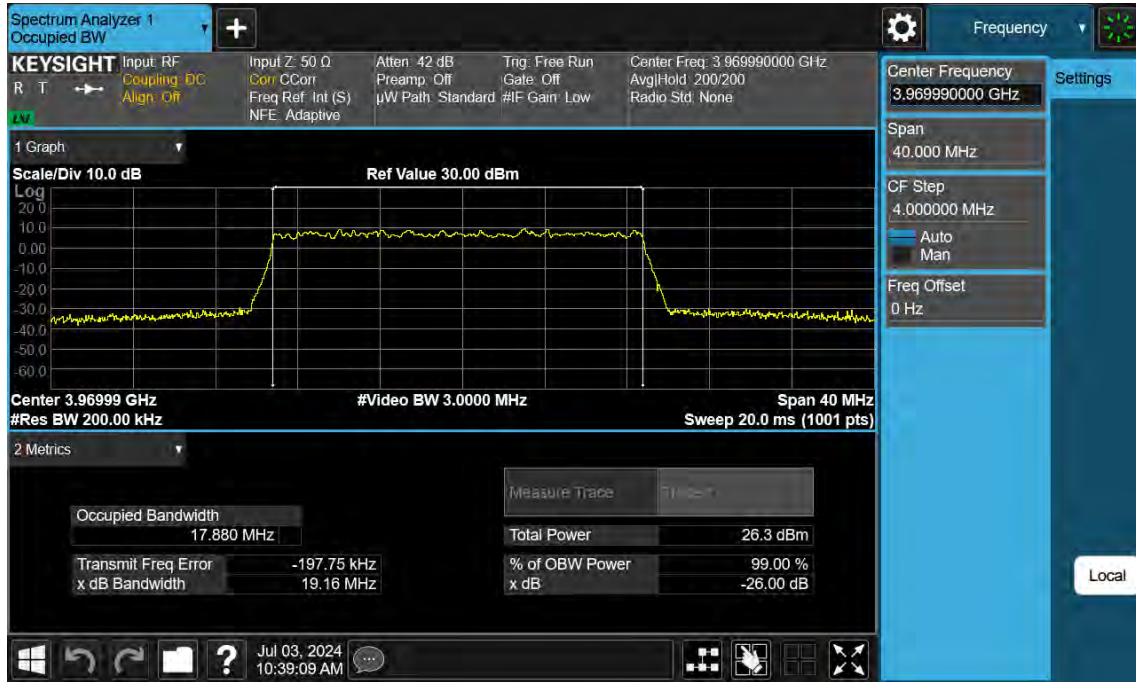 Spectrum Analyzer 1
Occupied BW
Frequency
KEYSIGHT
R T
LXI
Input: RF
Coupling: DC
Align: Off
Input Z: 50 Ω
Corr CCorr
Freq Ref: Int (S)
NFE: Adaptive
Atten: 42 dB
Preamp: Off
µW Path: Standard
Trig: Free Run
Gate: Off
#IF Gain: Low
Center Freq: 3.969990000 GHz
Avg|Hold: 200/200
Radio Std: None
Center Frequency
3.969990000 GHz
Settings
Span
40.000 MHz
CF Step
4.000000 MHz
Auto
Man
Freq Offset
0 Hz
Local
1 Graph
Scale/Div 10.0 dB
Ref Value 30.00 dBm
Log
20.0
10.0
0.00
-10.0
-20.0
-30.0
-40.0
-50.0
-60.0
Center 3.96999 GHz
#Video BW 3.0000 MHz
Span 40 MHz
#Res BW 200.00 kHz
Sweep 20.0 ms (1001 pts)
2 Metrics
Measure Trace
Trace 1
Occupied Bandwidth
17.880 MHz
Total Power 26.3 dBm
Transmit Freq Error -197.75 kHz
% of OBW Power 99.00 %
x dB Bandwidth 19.16 MHz
x dB -26.00 dB
?
Jul 03, 2024
10:39:09 AM